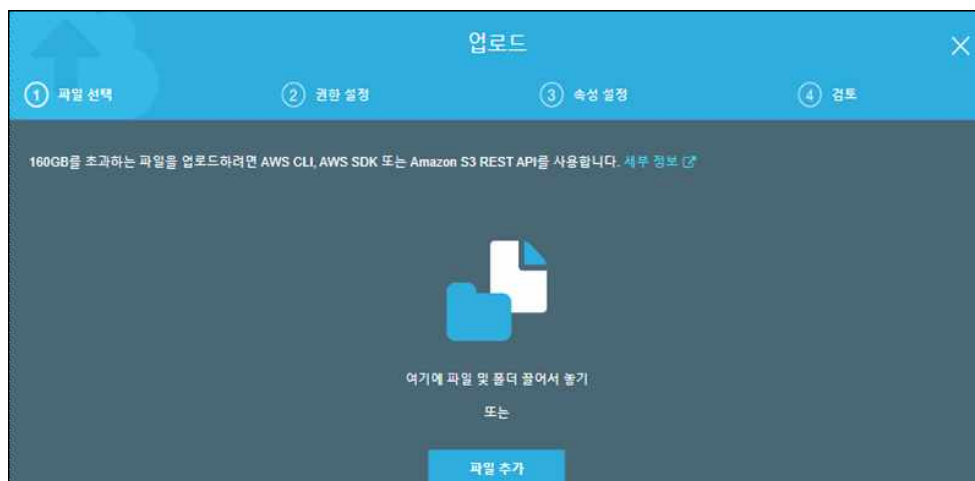 업로드
1 파일 선택
2 권한 설정
3 속성 설정
4 검토
160GB를 초과하는 파일을 업로드하려면 AWS CLI, AWS SDK 또는 Amazon S3 REST API를 사용합니다. 세부 정보
여기에 파일 및 폴더 끌어서 놓기
또는
파일 추가